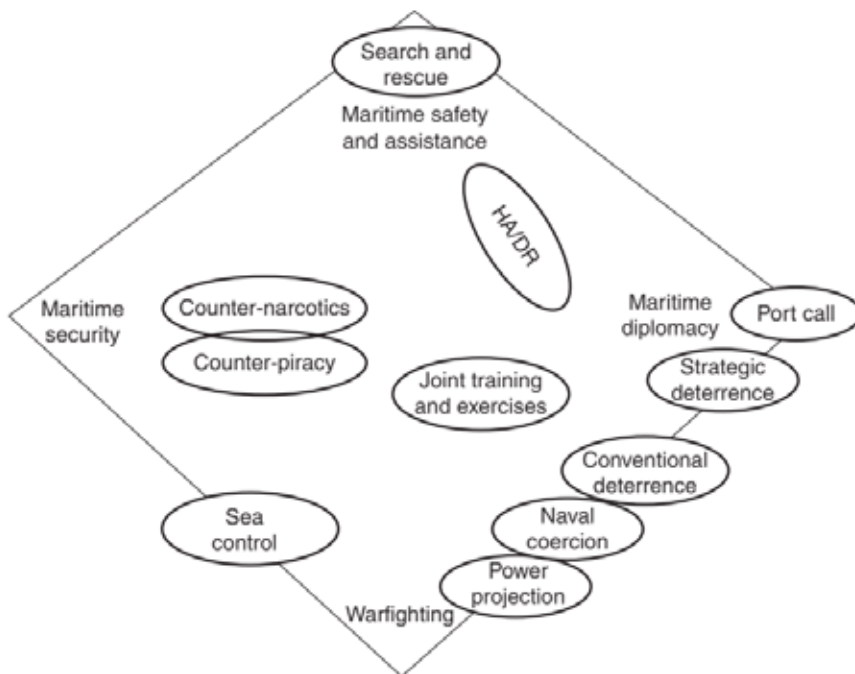 Search and
rescue
Maritime safety
and assistance
HA/DR
Maritime
security
Counter-narcotics
Counter-piracy
Maritime
diplomacy
Port call
Strategic
deterrence
Joint training
and exercises
Conventional
deterrence
Sea
control
Naval
coercion
Power
projection
Warfighting